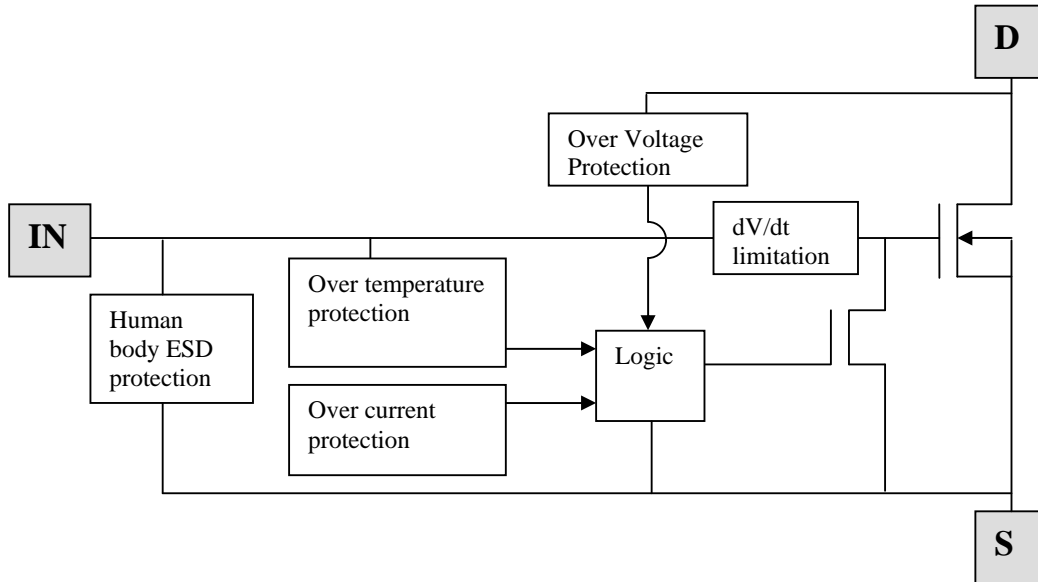 D
Over Voltage
Protection
IN
dV/dt
limitation
Over temperature
protection
Human
body ESD
protection
Logic
Over current
protection
S